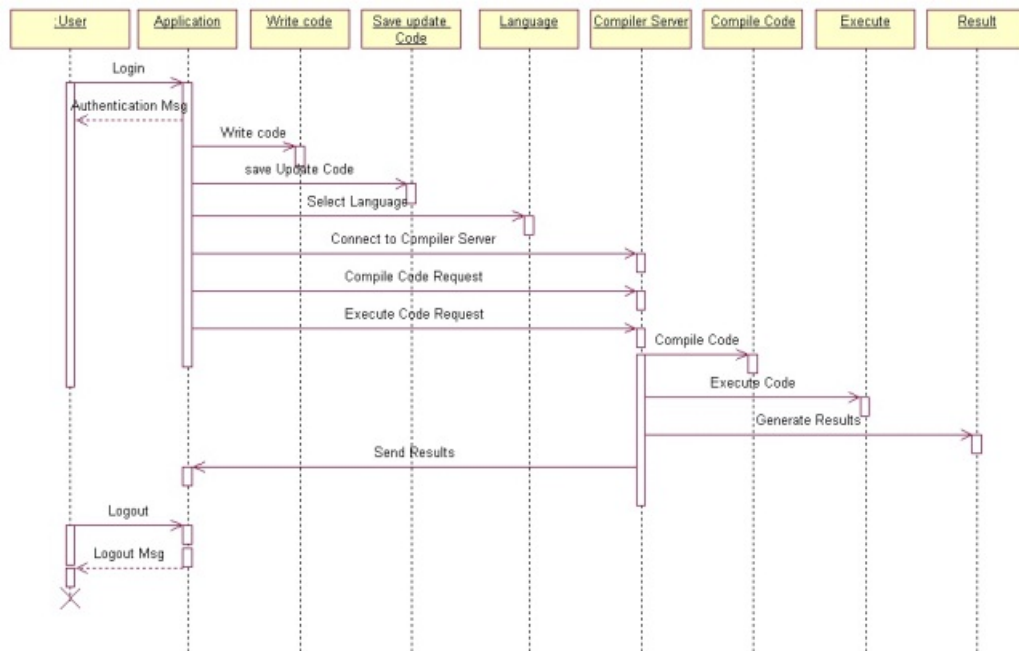 :User
Application
Write code
Save update
Code
Language
Compiler Server
Compile Code
Execute
Result
Login
Authentication Msg
Write code
save Update Code
Select Language
Connect to Compiler Server
Compile Code Request
Execute Code Request
Compile Code
Execute Code
Generate Results
Send Results
Logout
Logout Msg